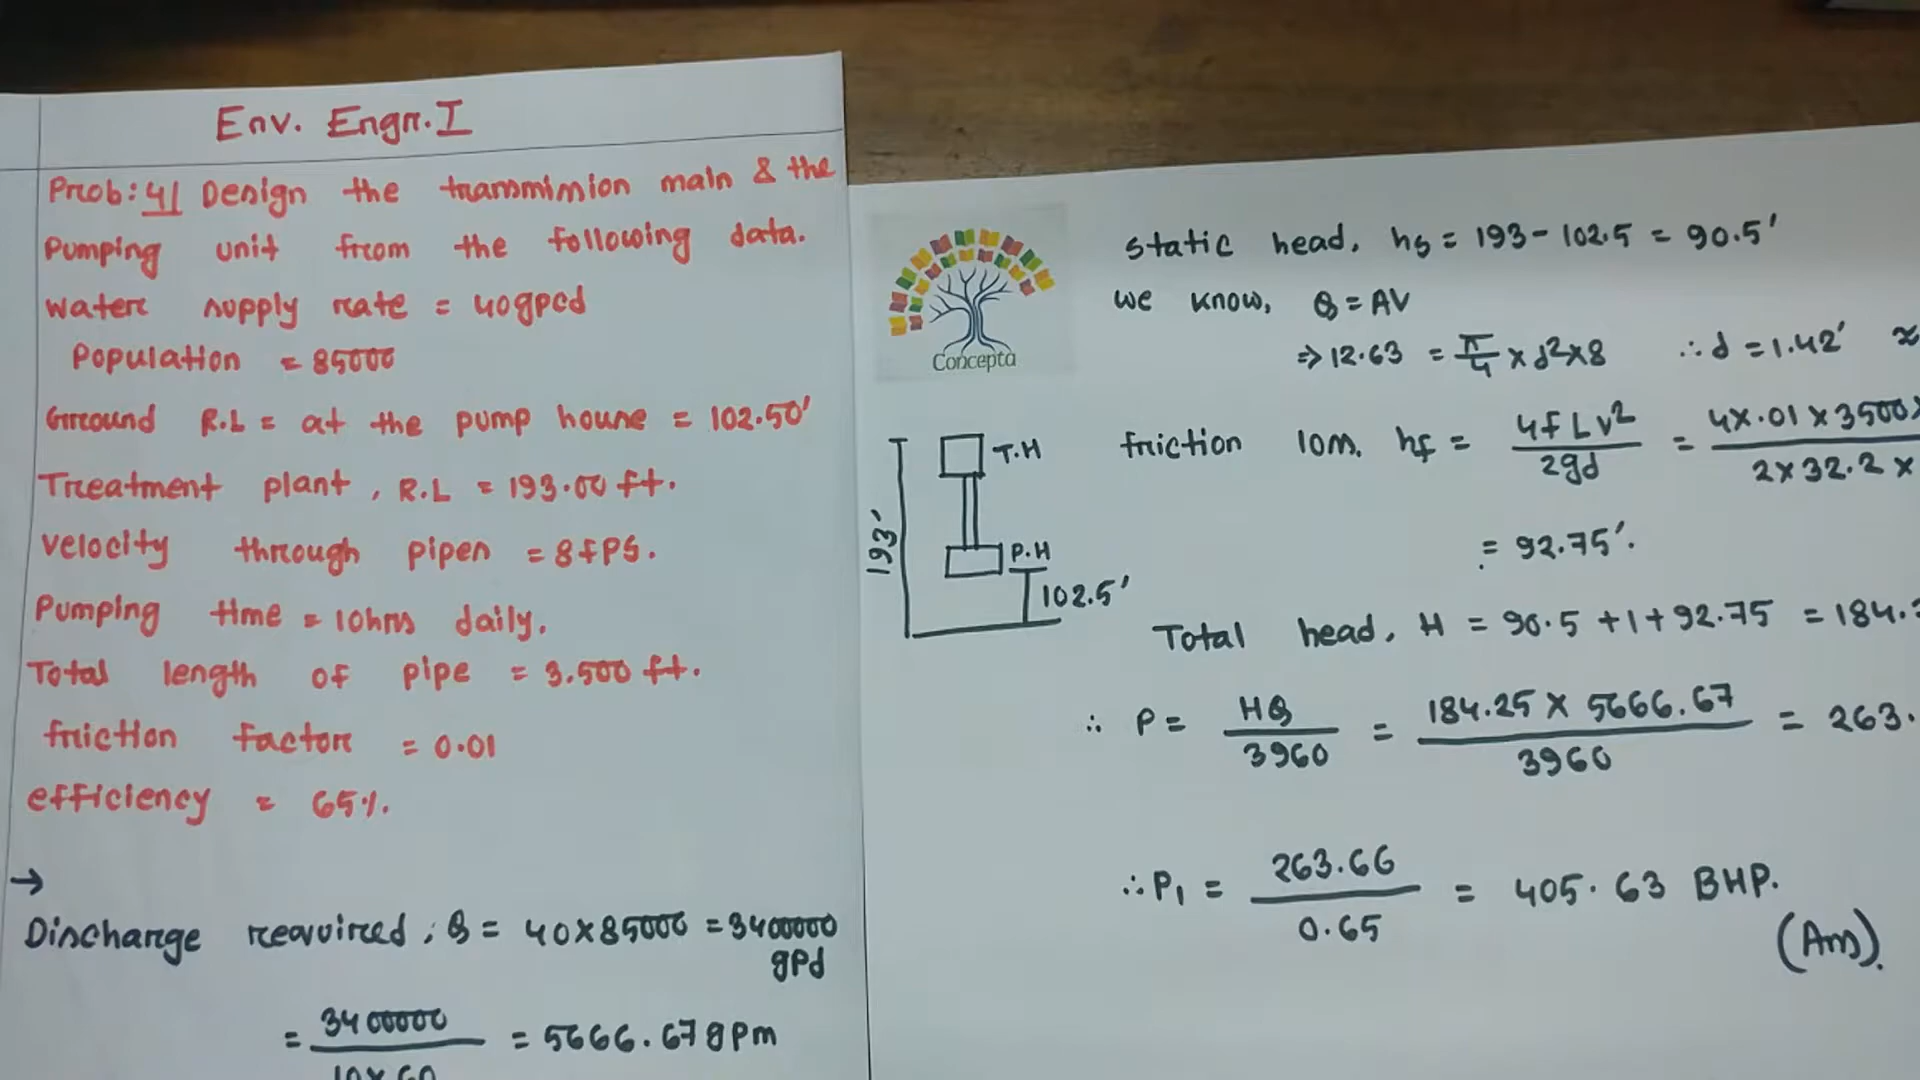 Env. Engr. I
Prob: 41 Design the transmission main & the
Pumping unit from the following data.
Water supply rate = 40gpcd
Population = 85000
Ground R.L = at the pump house = 102.50'
Treatment plant, R.L = 193.00 ft.
Velocity through pipes = 8fPS.
Pumping time = 10hrs daily.
Total length of pipe = 3.500 ft.
friction factor = 0.01
efficiency = 65%.
→
Discharge required, Q = 40×85000 = 3400000
gpd
= 3400000 / 10×60 = 5666.67 gpm
Concepta
193'
T.H
P.H
102.5'
static head, hs = 193 - 102.5 = 90.5'
we know, Q = AV
⇒ 12.63 = π/4 × d² × 8 ∴ d = 1.42' ≈
friction loss, hf = 4fLv² / 2gd = 4×.01×3500× / 2×32.2×
= 92.75'.
Total head, H = 90.5 + 1 + 92.75 = 184.
∴ P = HQ / 3960 = 184.25 × 5666.67 / 3960 = 263.
∴ P₁ = 263.66 / 0.65 = 405.63 BHP.
(Ans).